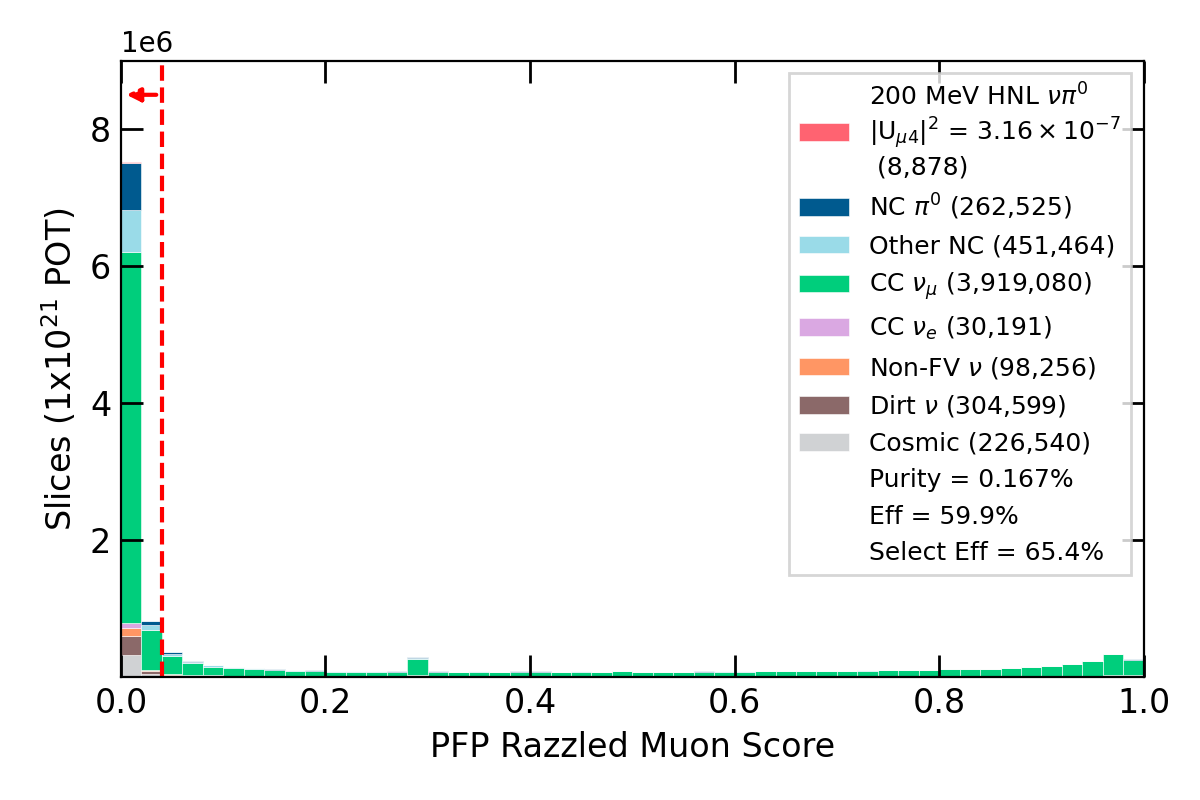 1e6
8
6
4
2
Slices (1x10²¹ POT)
200 MeV HNL νπ⁰
|U_μ4|² = 3.16 × 10⁻⁷
(8,878)
NC π⁰ (262,525)
Other NC (451,464)
CC ν_μ (3,919,080)
CC ν_e (30,191)
Non-FV ν (98,256)
Dirt ν (304,599)
Cosmic (226,540)
Purity = 0.167%
Eff = 59.9%
Select Eff = 65.4%
0.0 0.2 0.4 0.6 0.8 1.0
PFP Razzled Muon Score